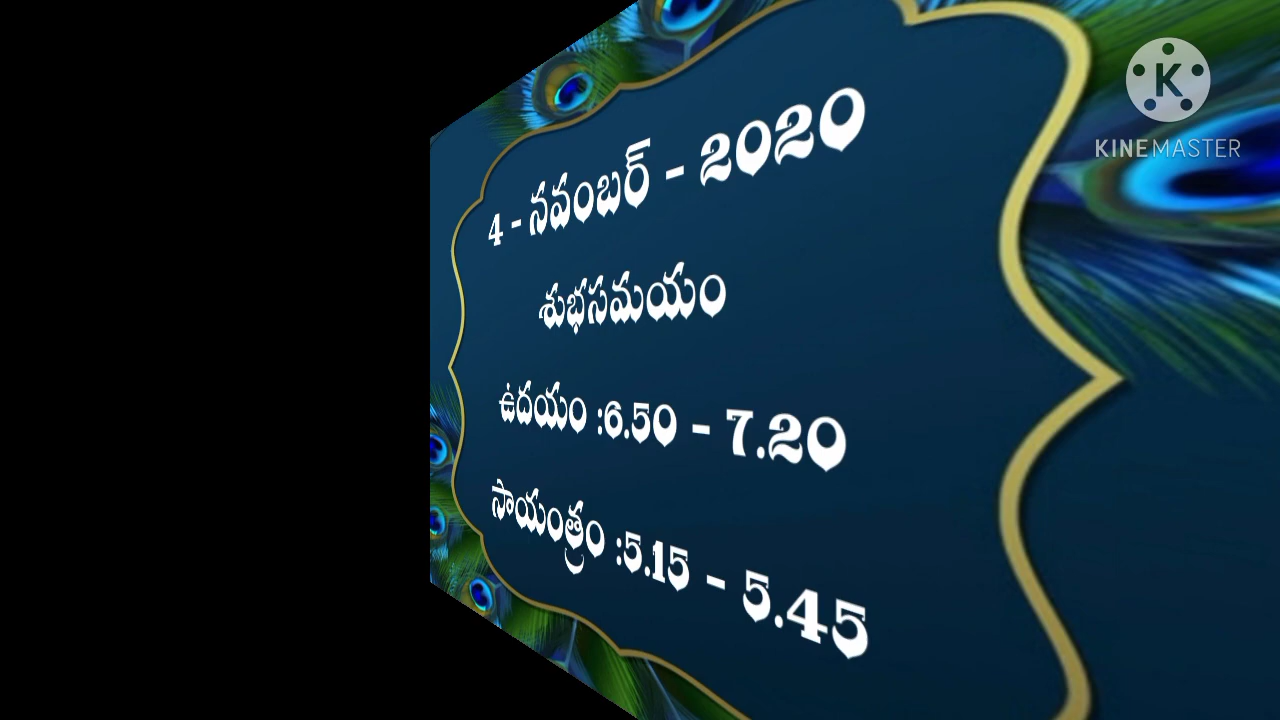 4 - నవంబర్ - 2020
శుభసమయం
ఉదయం :6.50 - 7.20
సాయంత్రం :5.15 - 5.45
K
KINEMASTER